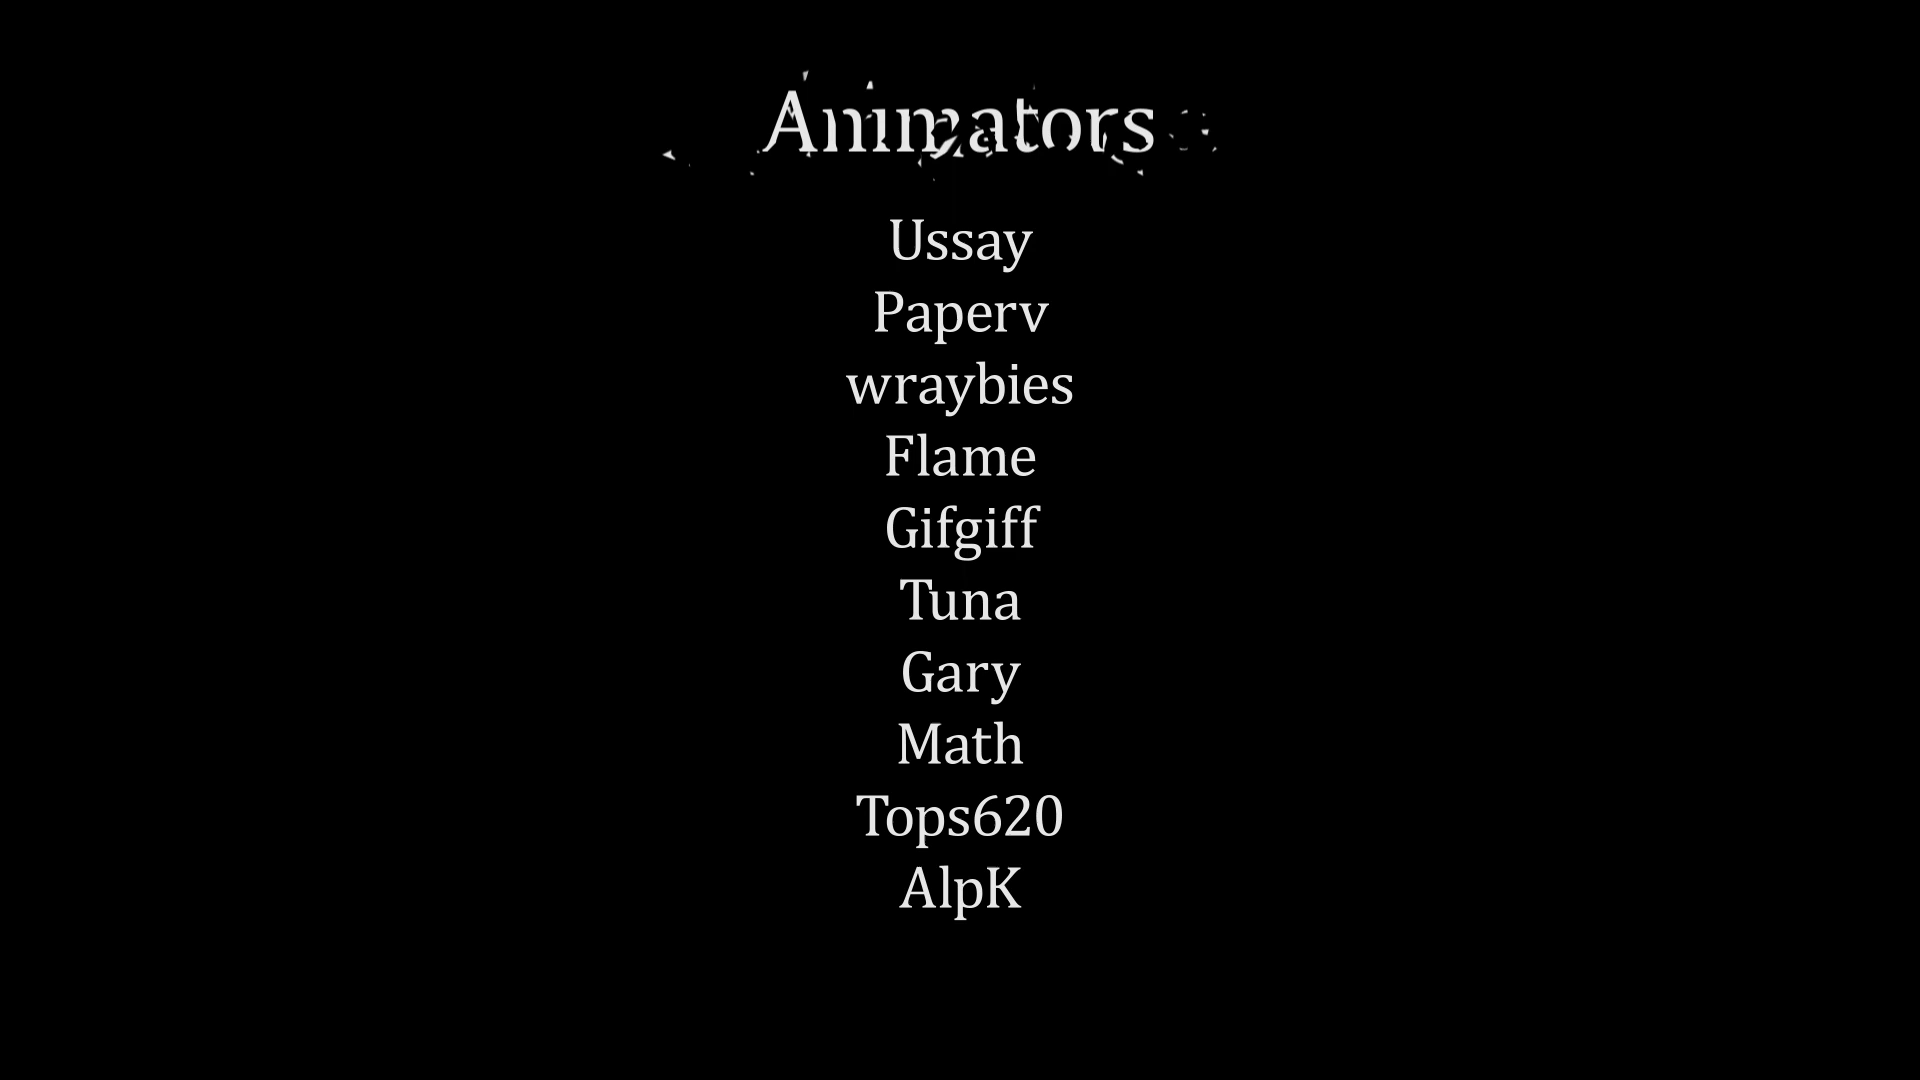 Animators
Ussay
Paperv
wraybies
Flame
Gifgiff
Tuna
Gary
Math
Tops620
AlpK